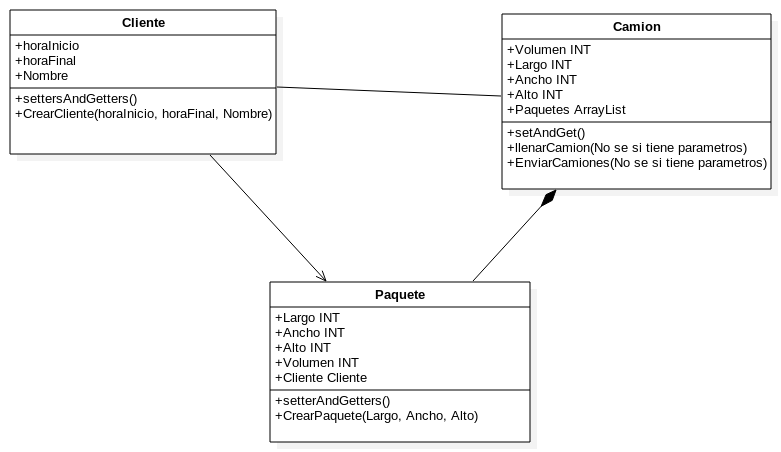 Cliente
+horaInicio
+horaFinal
+Nombre
+settersAndGetters()
+CrearCliente(horaInicio, horaFinal, Nombre)
Camion
+Volumen INT
+Largo INT
+Ancho INT
+Alto INT
+Paquetes ArrayList
+setAndGet()
+llenarCamion(No se si tiene parametros)
+EnviarCamiones(No se si tiene parametros)
Paquete
+Largo INT
+Ancho INT
+Alto INT
+Volumen INT
+Cliente Cliente
+setterAndGetters()
+CrearPaquete(Largo, Ancho, Alto)